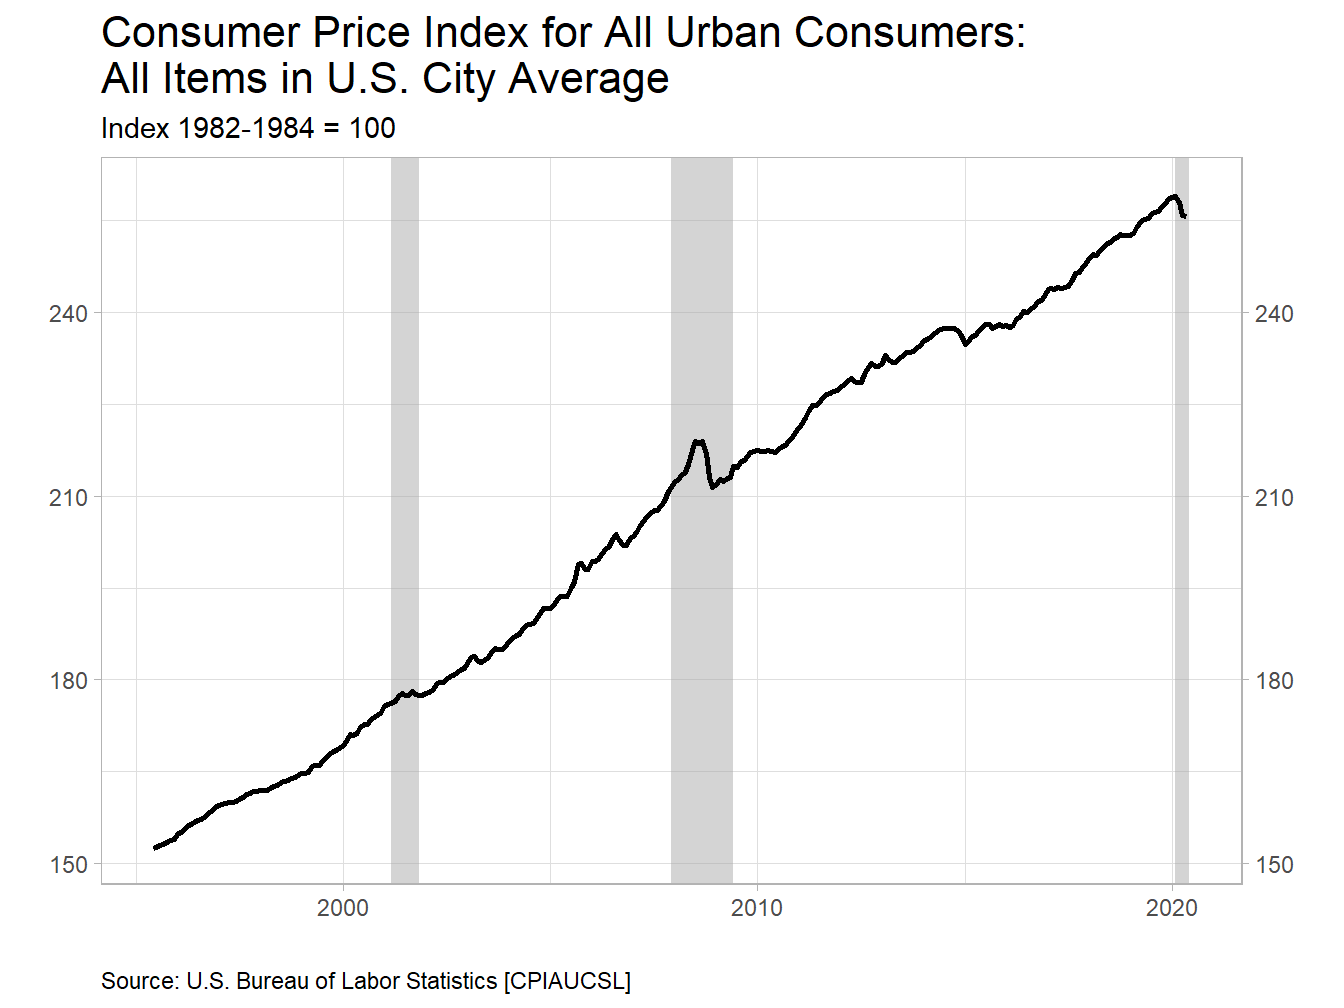 Consumer Price Index for All Urban Consumers:
All Items in U.S. City Average
Index 1982-1984 = 100
240 240
210 210
180 180
150 150
2000 2010 2020
Source: U.S. Bureau of Labor Statistics [CPIAUCSL]